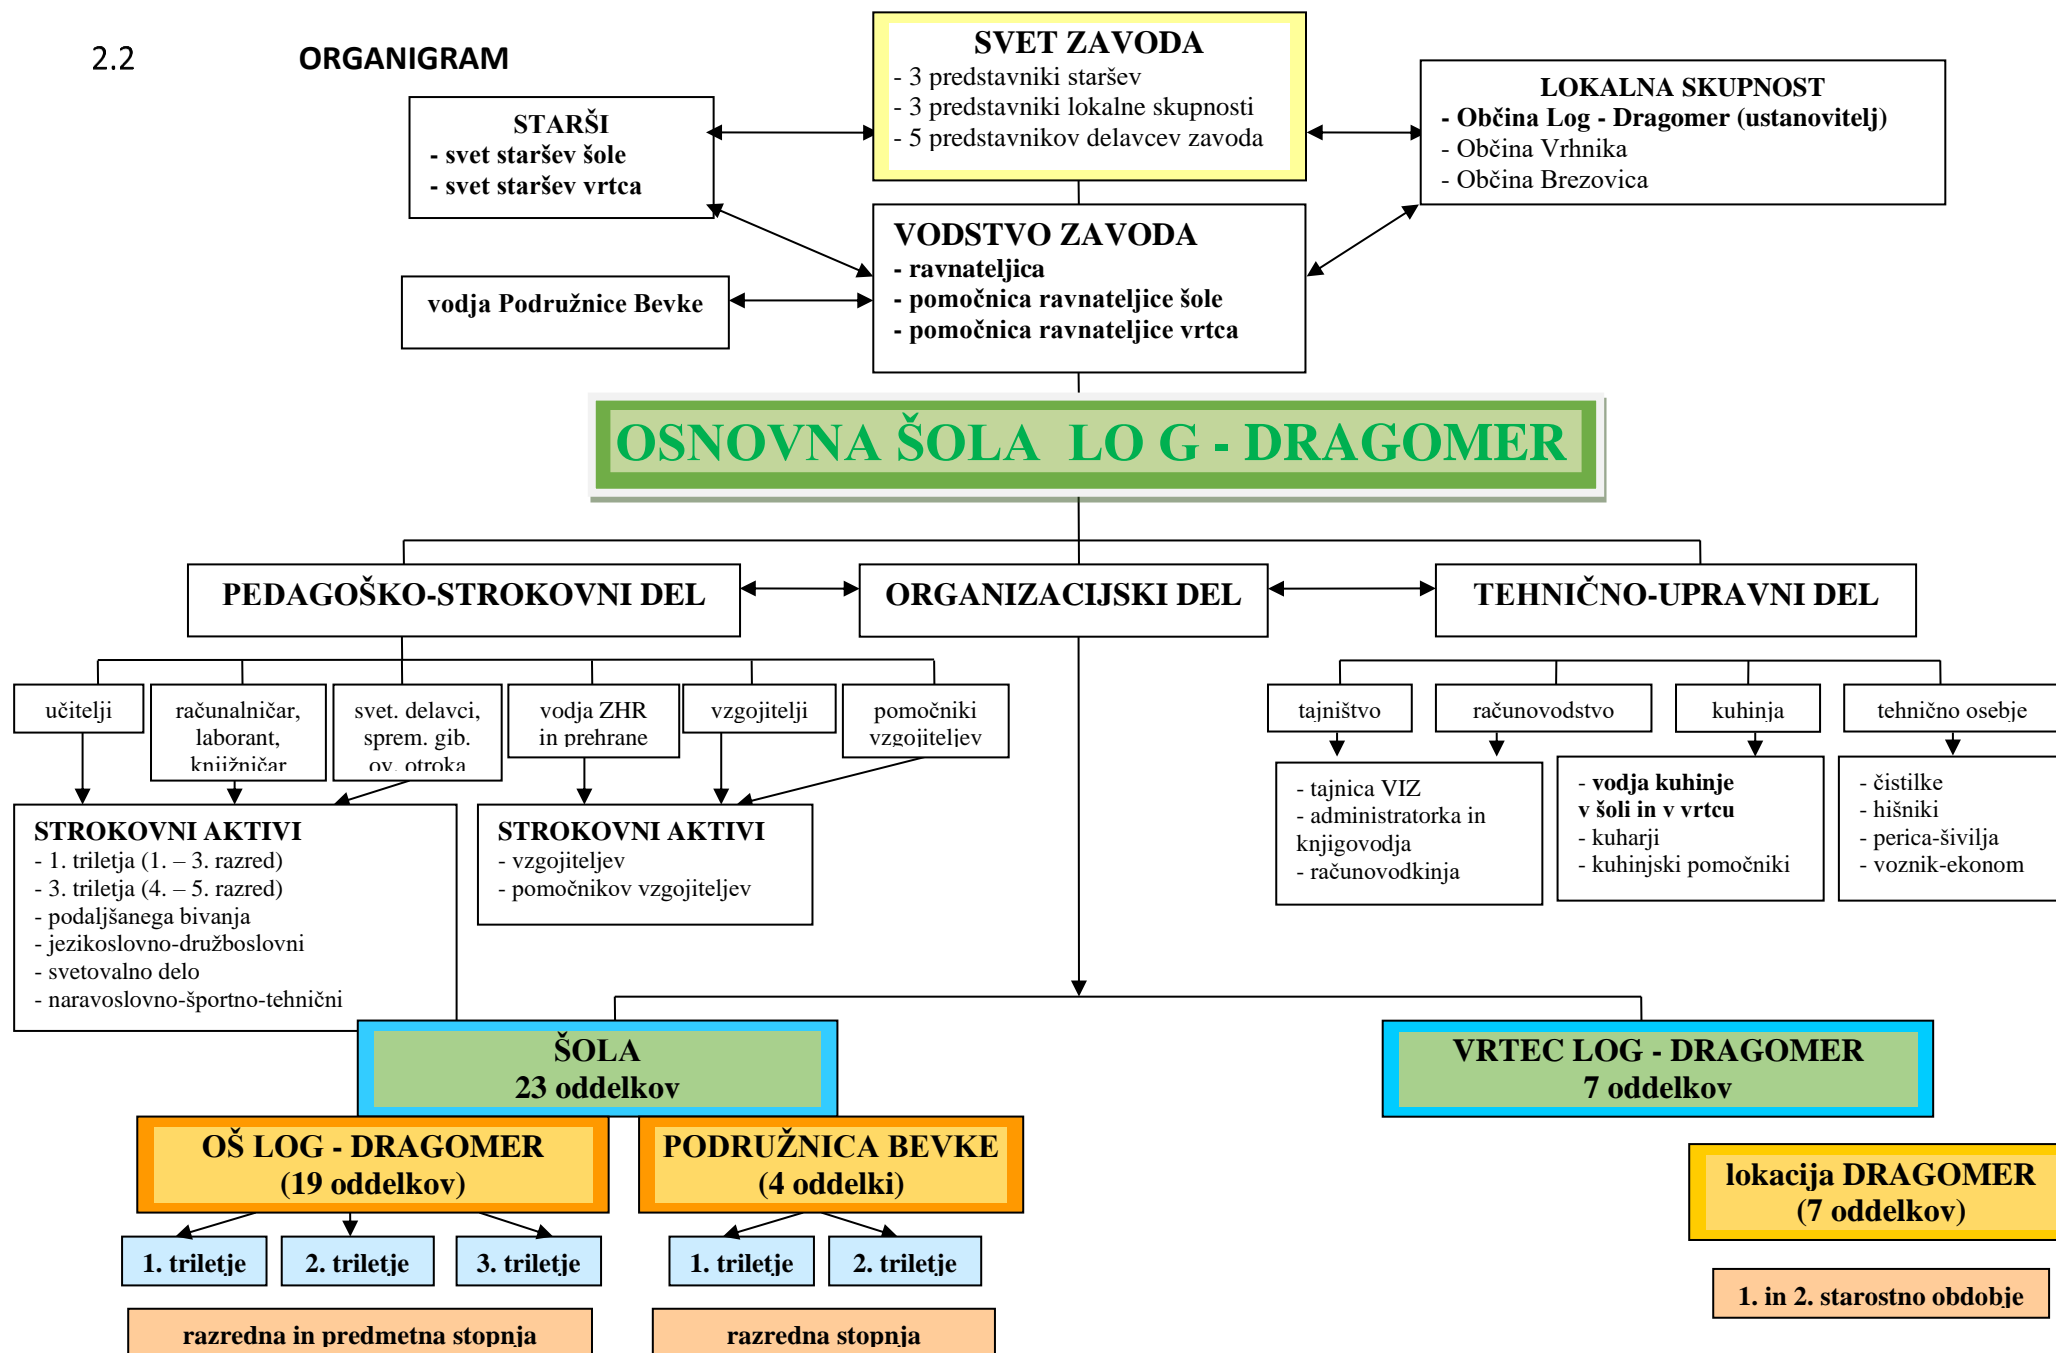 2.2 ORGANIGRAM
SVET ZAVODA
- 3 predstavniki staršev
- 3 predstavniki lokalne skupnosti
- 5 predstavnikov delavcev zavoda
STARŠI
- svet staršev šole
- svet staršev vrtca
LOKALNA SKUPNOST
- Občina Log - Dragomer (ustanovitelj)
- Občina Vrhnika
- Občina Brezovica
VODSTVO ZAVODA
- ravnateljica
- pomočnica ravnateljice šole
- pomočnica ravnateljice vrtca
vodja Podružnice Bevke
OSNOVNA ŠOLA LO G - DRAGOMER
PEDAGOŠKO-STROKOVNI DEL
ORGANIZACIJSKI DEL
TEHNIČNO-UPRAVNI DEL
učitelji
računalničar,
laborant,
knjižničar
svet. delavci,
sprem. gib.
ov. otroka
vodja ZHR
in prehrane
vzgojitelji
pomočniki
vzgojiteljev
tajništvo
računovodstvo
kuhinja
tehnično osebje
STROKOVNI AKTIVI
- 1. triletja (1. – 3. razred)
- 3. triletja (4. – 5. razred)
- podaljšanega bivanja
- jezikoslovno-družboslovni
- svetovalno delo
- naravoslovno-športno-tehnični
STROKOVNI AKTIVI
- vzgojiteljev
- pomočnikov vzgojiteljev
- tajnica VIZ
- administratorka in
knjigovodja
- računovodkinja
- vodja kuhinje
v šoli in v vrtcu
- kuharji
- kuhinjski pomočniki
- čistilke
- hišniki
- perica-šivilja
- voznik-ekonom
ŠOLA
23 oddelkov
VRTEC LOG - DRAGOMER
7 oddelkov
OŠ LOG - DRAGOMER
(19 oddelkov)
PODRUŽNICA BEVKE
(4 oddelki)
lokacija DRAGOMER
(7 oddelkov)
1. triletje
2. triletje
3. triletje
1. triletje
2. triletje
1. in 2. starostno obdobje
razredna in predmetna stopnja
razredna stopnja